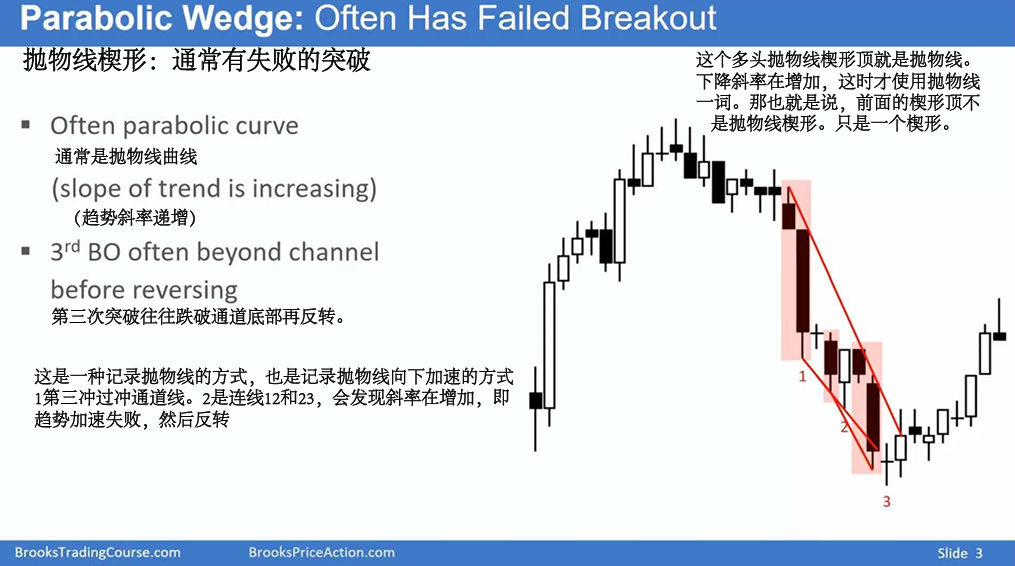 Parabolic Wedge: Often Has Failed Breakout
抛物线楔形：通常有失败的突破
这个多头抛物线楔形顶就是抛物线。
下降斜率在增加，这时才使用抛物线
一词。那也就是说，前面的楔形顶不
是抛物线楔形。只是一个楔形。
▪ Often parabolic curve
通常是抛物线曲线
(slope of trend is increasing)
（趋势斜率递增）
▪ 3rd BO often beyond channel
before reversing
第三次突破往往跌破通道底部再反转。
这是一种记录抛物线的方式，也是记录抛物线向下加速的方式
1第三冲过冲通道线。2是连线12和23，会发现斜率在增加，即
趋势加速失败，然后反转
1
2
3
BrooksTradingCourse.com
BrooksPriceAction.com
Slide 3